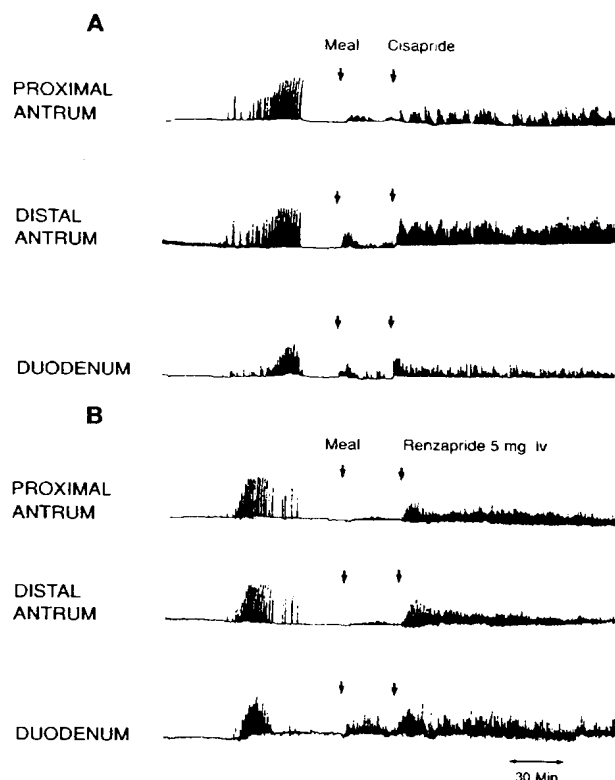 A
Meal Cisapride
PROXIMAL
ANTRUM
DISTAL
ANTRUM
DUODENUM
B
Meal Renzapride 5 mg iv
PROXIMAL
ANTRUM
DISTAL
ANTRUM
DUODENUM
30 Min